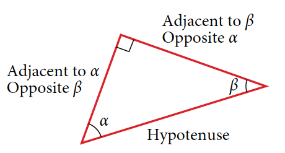 Adjacent to β
Opposite α
Adjacent to α
Opposite β
β
α
Hypotenuse